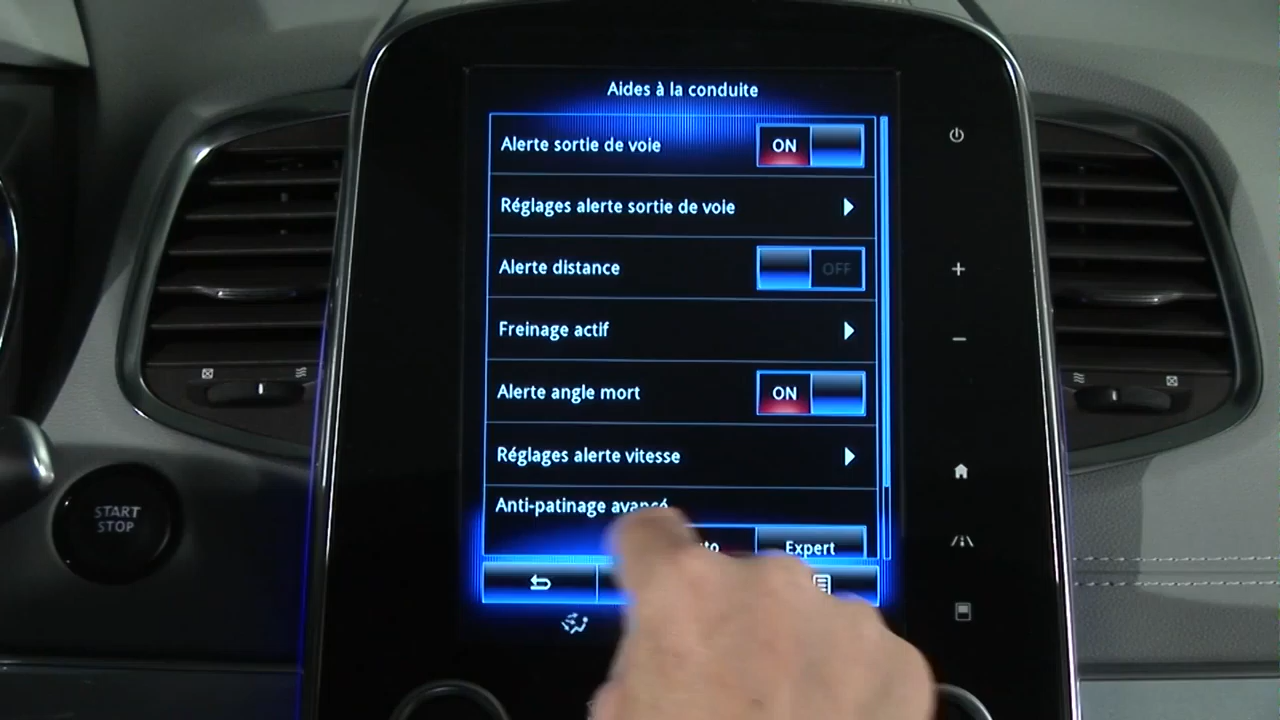 Aides à la conduite
Alerte sortie de voie
ON
Réglages alerte sortie de voie
Alerte distance
OFF
Freinage actif
Alerte angle mort
ON
Réglages alerte vitesse
Anti-patinage avancé
Expert
START
STOP